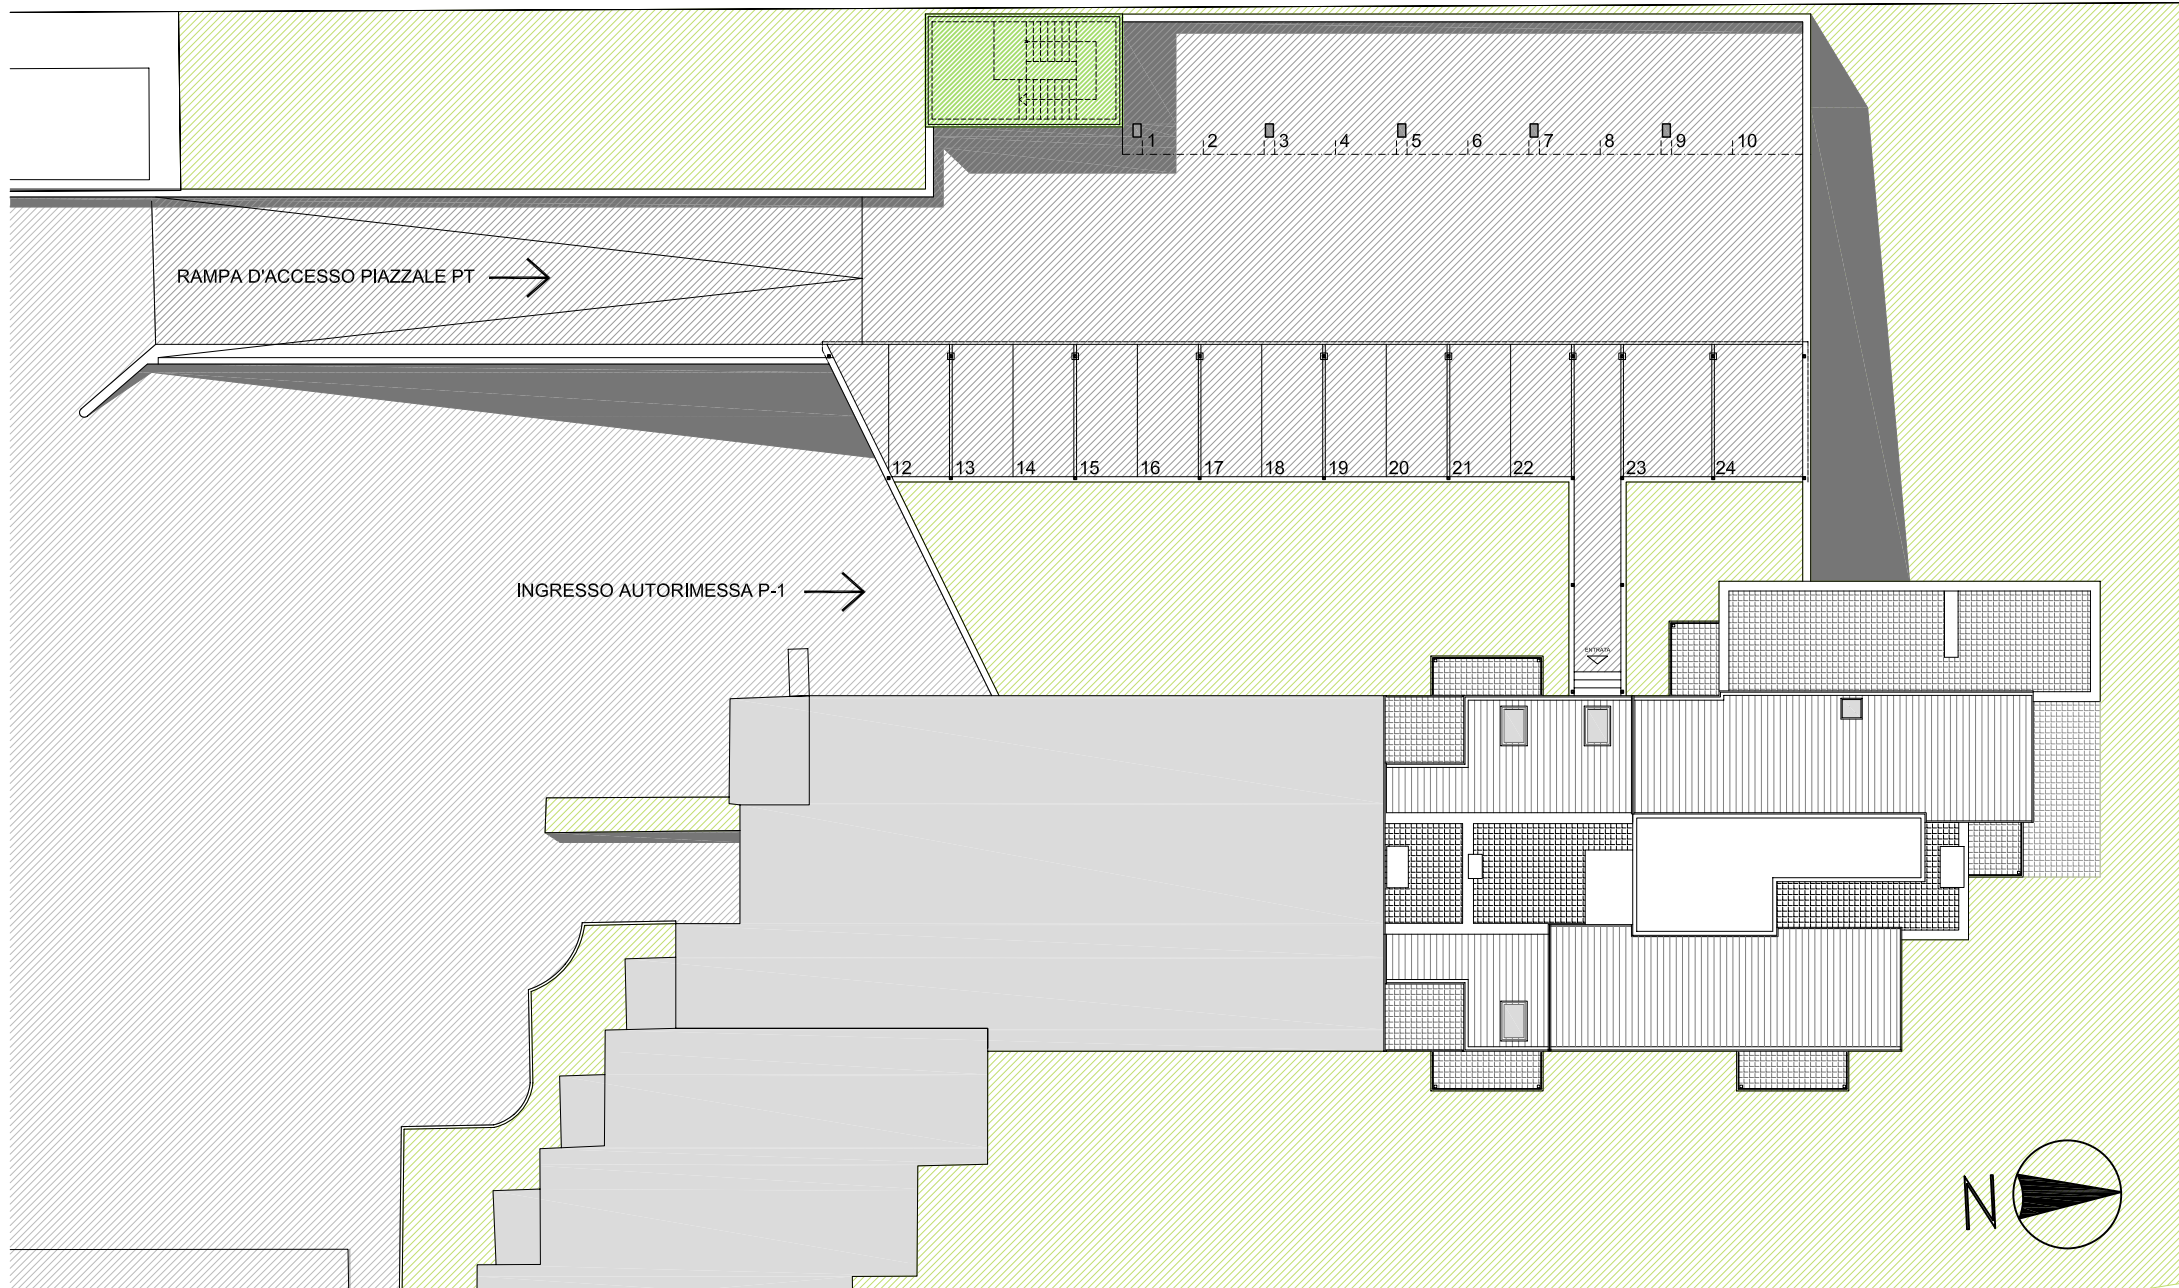 1 2 3 4 5 6 7 8 9 10
RAMPA D'ACCESSO PIAZZALE PT
12 13 14 15 16 17 18 19 20 21 22 23 24
INGRESSO AUTORIMESSA P-1
ENTRATA
N